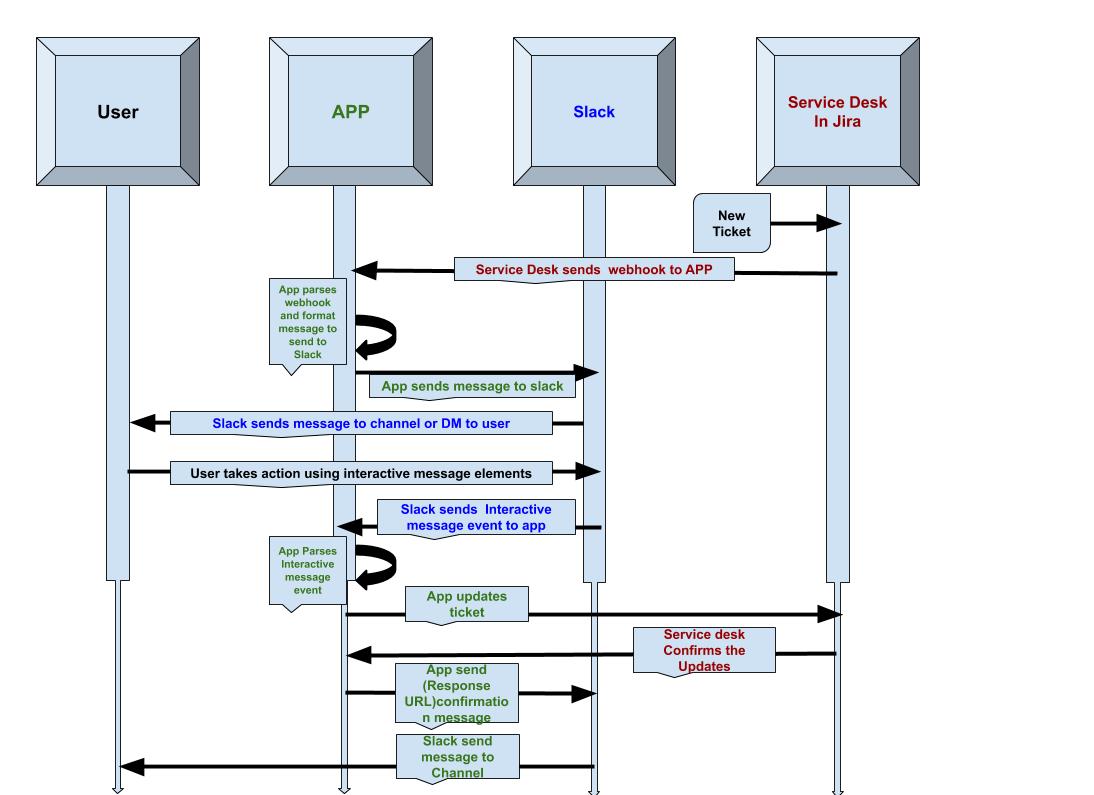 User
APP
Slack
Service Desk
In Jira
New
Ticket
Service Desk sends  webhook to APP
App parses
webhook
and format
message to
send to
Slack
App sends message to slack
Slack sends message to channel or DM to user
User takes action using interactive message elements
Slack sends  Interactive
message event to app
App Parses
Interactive
message
event
App updates
ticket
Service desk
Confirms the
Updates
App send
(Response
URL)confirmatio
n message
Slack send
message to
Channel